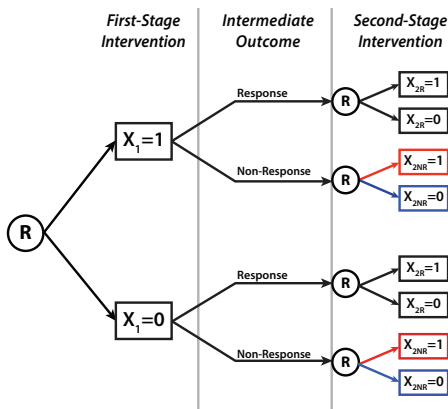 First-Stage Intermediate Second-Stage
Intervention Outcome Intervention
Response
R
X2R=1
X2R=0
X1=1
Non-Response
R
X2NR=1
X2NR=0
R
Response
R
X2R=1
X2R=0
X1=0
Non-Response
R
X2NR=1
X2NR=0